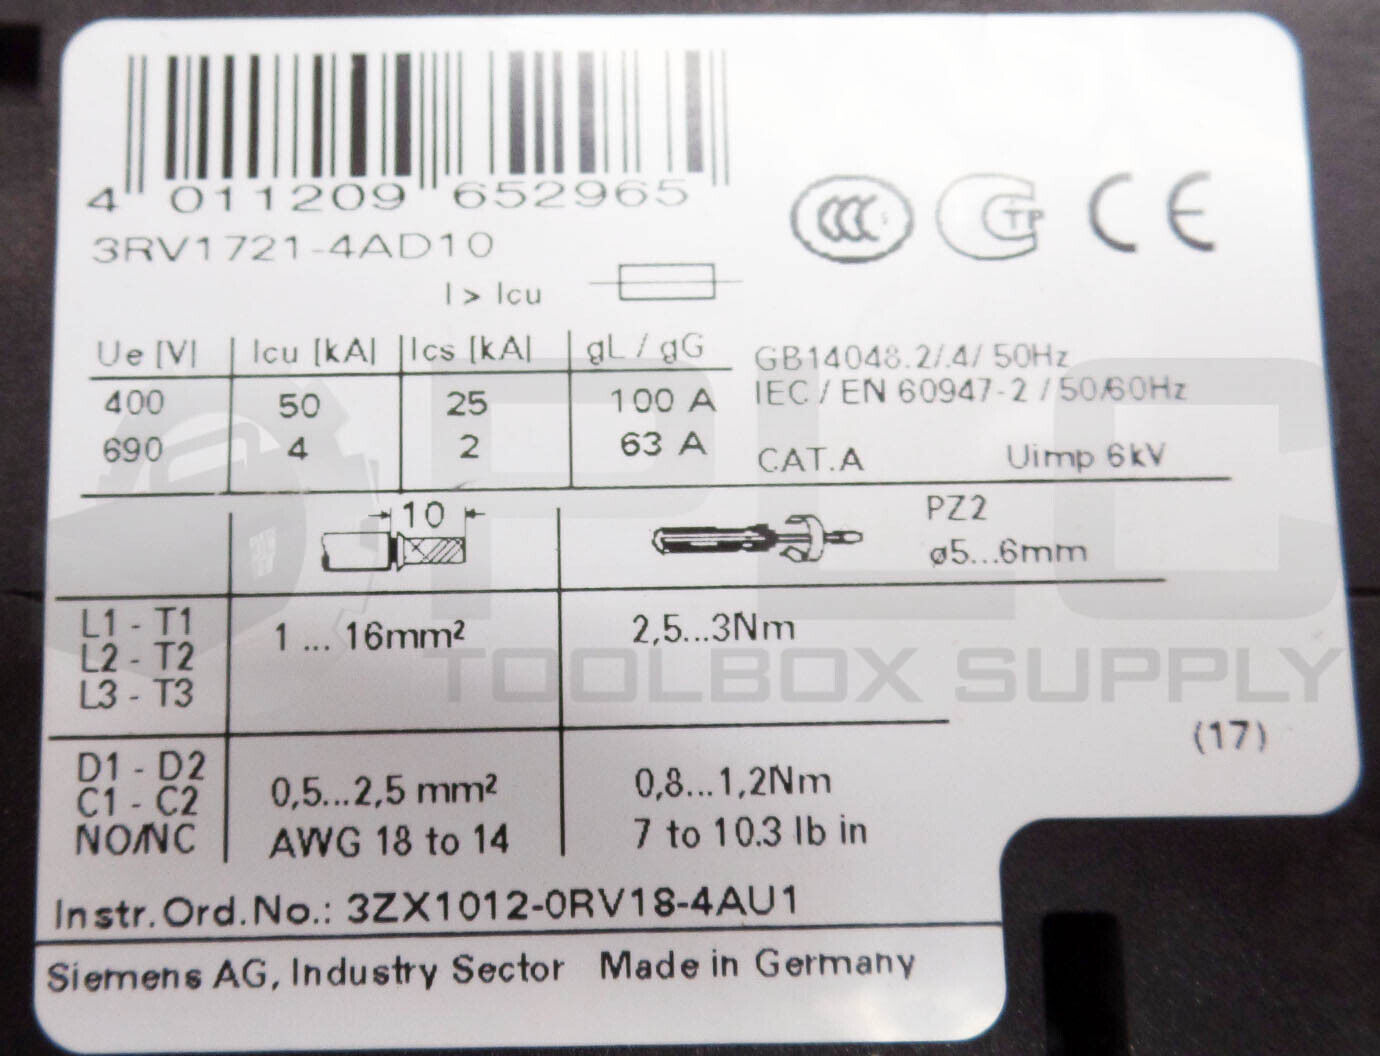 4 011209 652965
3RV1721-4AD10
CCC S
C TP
CE
I > Icu
Ue [V] Icu [kA] Ics [kA] gL / gG
400 50 25 100 A
690 4 2 63 A
GB14048.2/.4/ 50Hz
IEC / EN 60947-2 / 50/60Hz
CAT.A Uimp 6kV
10
PZ2
ø5...6mm
L1 - T1
L2 - T2
L3 - T3
1 ... 16mm²
2,5...3Nm
(17)
D1 - D2
C1 - C2
NO/NC
0,5...2,5 mm²
AWG 18 to 14
0,8...1,2Nm
7 to 10.3 lb in
Instr.Ord.No.: 3ZX1012-0RV18-4AU1
Siemens AG, Industry Sector Made in Germany
PLC
TOOLBOX SUPPLY